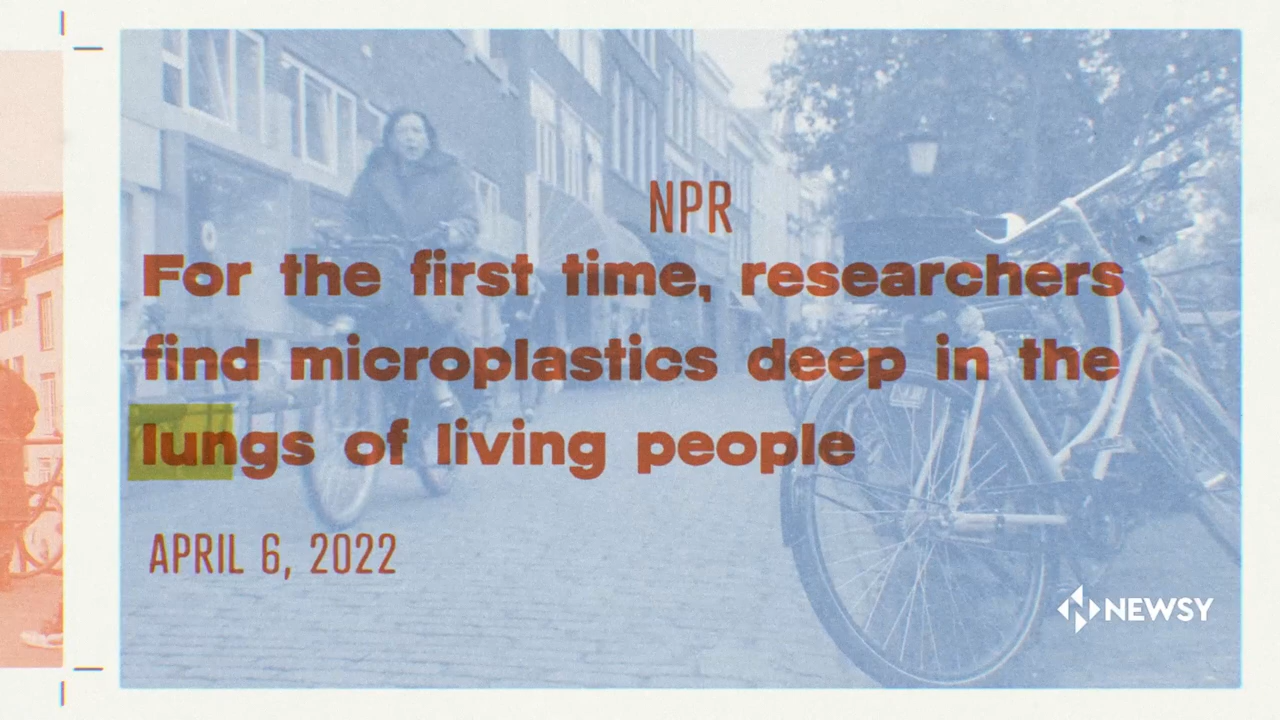 NPR
For the first time, researchers
find microplastics deep in the
lungs of living people
APRIL 6, 2022
NEWSY